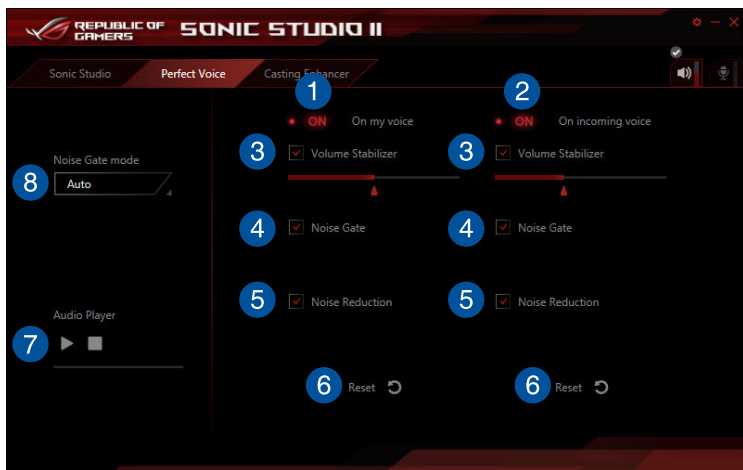 REPUBLIC OF
GAMERS
SONIC STUDIO II
Sonic Studio
Perfect Voice
Casting Enhancer
1
2
ON
On my voice
ON
On incoming voice
3
Volume Stabilizer
3
Volume Stabilizer
Noise Gate mode
8
Auto
4
Noise Gate
4
Noise Gate
5
Noise Reduction
5
Noise Reduction
Audio Player
7
6
Reset
6
Reset